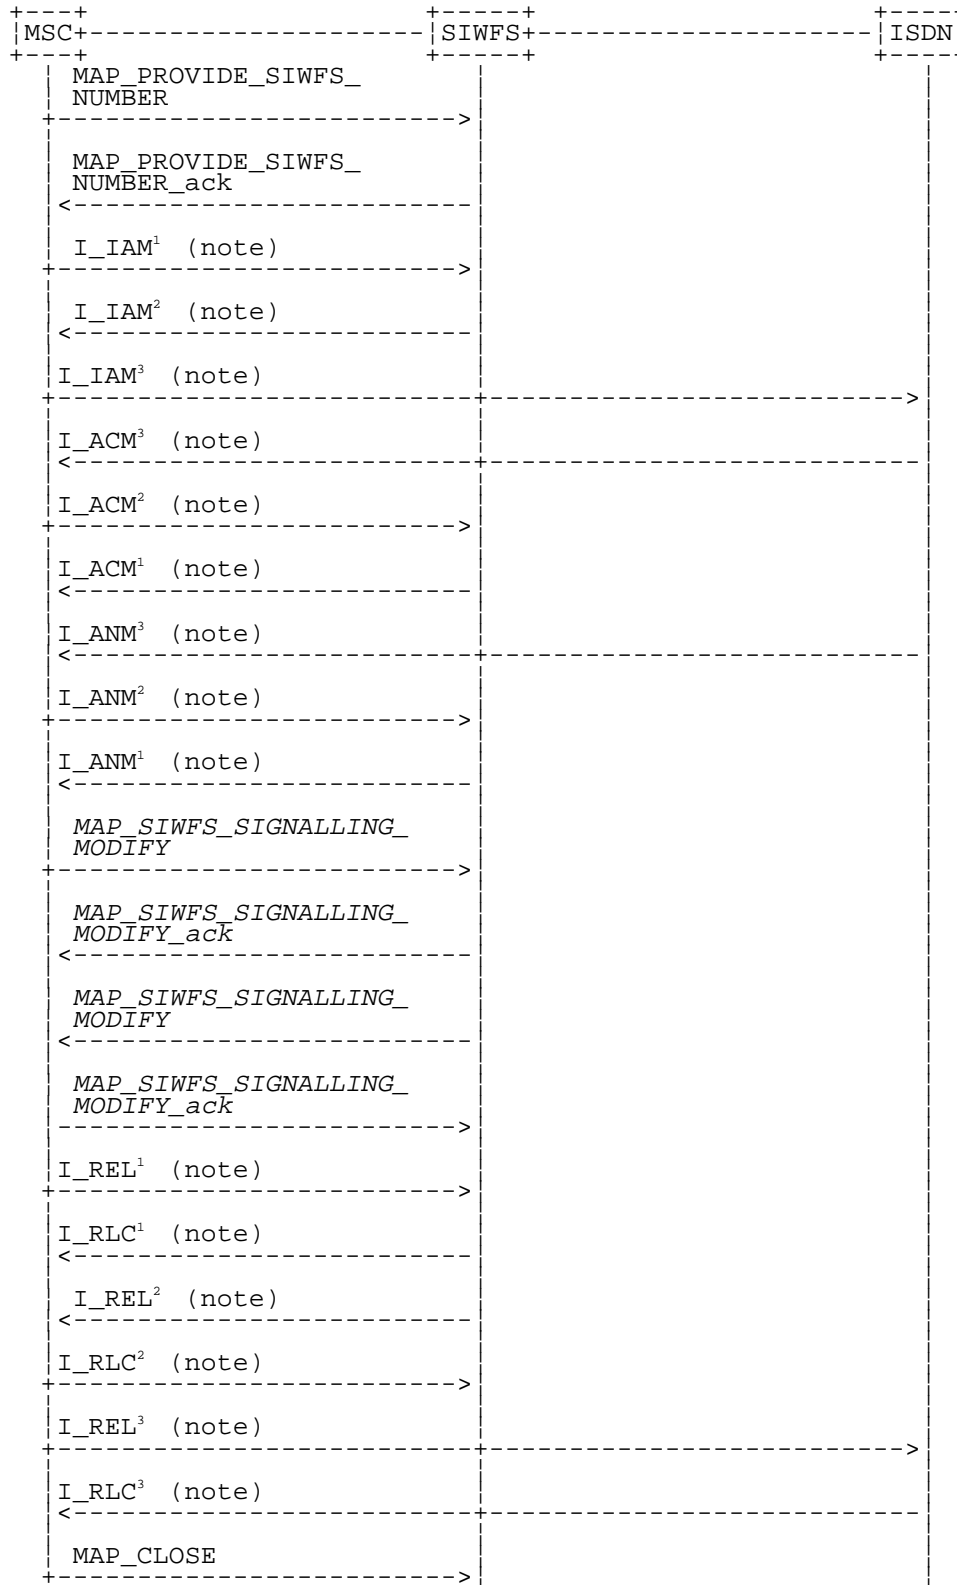 MSC SIWFS ISDN
MAP_PROVIDE_SIWFS_
NUMBER
MAP_PROVIDE_SIWFS_
NUMBER_ack
I_IAM¹ (note)
I_IAM² (note)
I_IAM³ (note)
I_ACM³ (note)
I_ACM² (note)
I_ACM¹ (note)
I_ANM³ (note)
I_ANM² (note)
I_ANM¹ (note)
MAP_SIWFS_SIGNALLING_
MODIFY
MAP_SIWFS_SIGNALLING_
MODIFY_ack
MAP_SIWFS_SIGNALLING_
MODIFY
MAP_SIWFS_SIGNALLING_
MODIFY_ack
I_REL¹ (note)
I_RLC¹ (note)
I_REL² (note)
I_RLC² (note)
I_REL³ (note)
I_RLC³ (note)
MAP_CLOSE